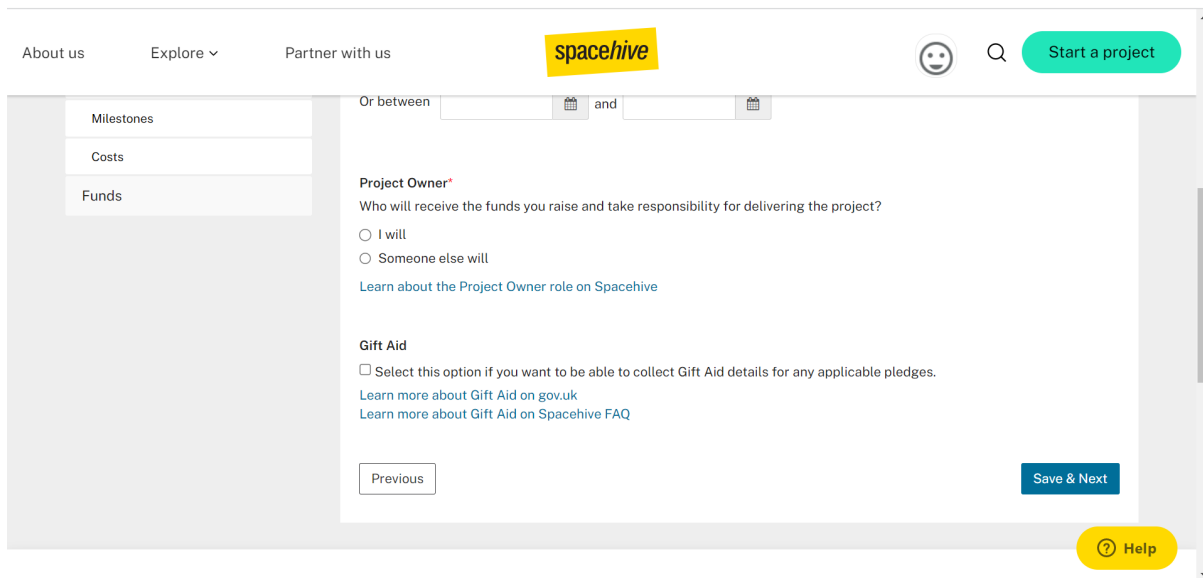 About us
Explore
Partner with us
spacehive
Start a project
Milestones
Costs
Funds
Or between
and
Project Owner*
Who will receive the funds you raise and take responsibility for delivering the project?
I will
Someone else will
Learn about the Project Owner role on Spacehive
Gift Aid
Select this option if you want to be able to collect Gift Aid details for any applicable pledges.
Learn more about Gift Aid on gov.uk
Learn more about Gift Aid on Spacehive FAQ
Previous
Save & Next
? Help